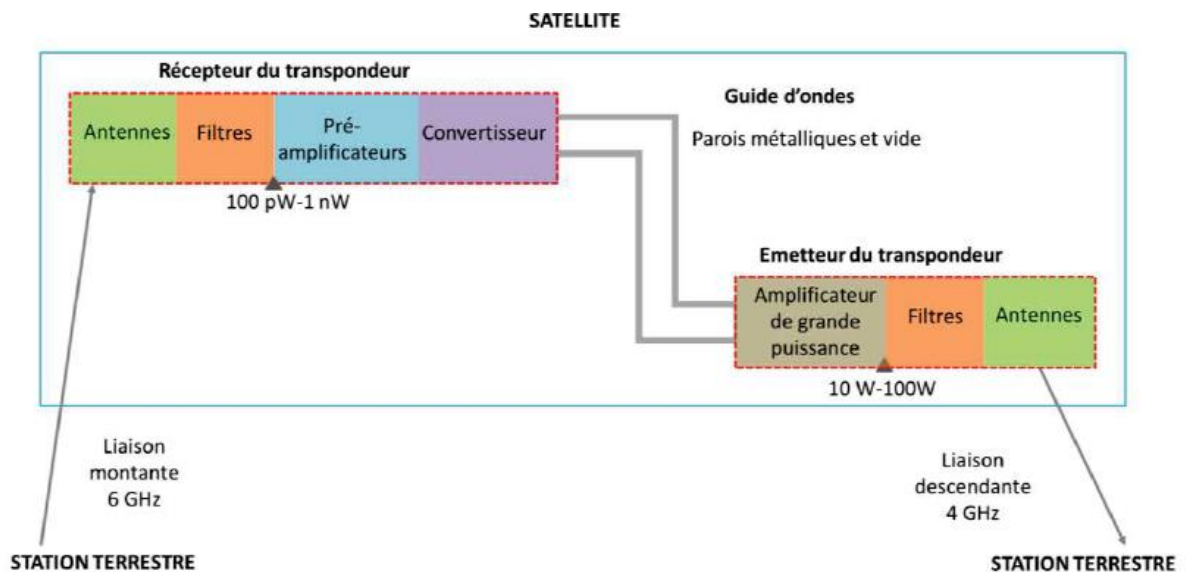 SATELLITE
Récepteur du transpondeur
Antennes
Filtres
Pré-
amplificateurs
Convertisseur
100 pW-1 nW
Guide d'ondes
Parois métalliques et vide
Emetteur du transpondeur
Amplificateur
de grande
puissance
Filtres
Antennes
10 W-100W
Liaison
montante
6 GHz
Liaison
descendante
4 GHz
STATION TERRESTRE
STATION TERRESTRE